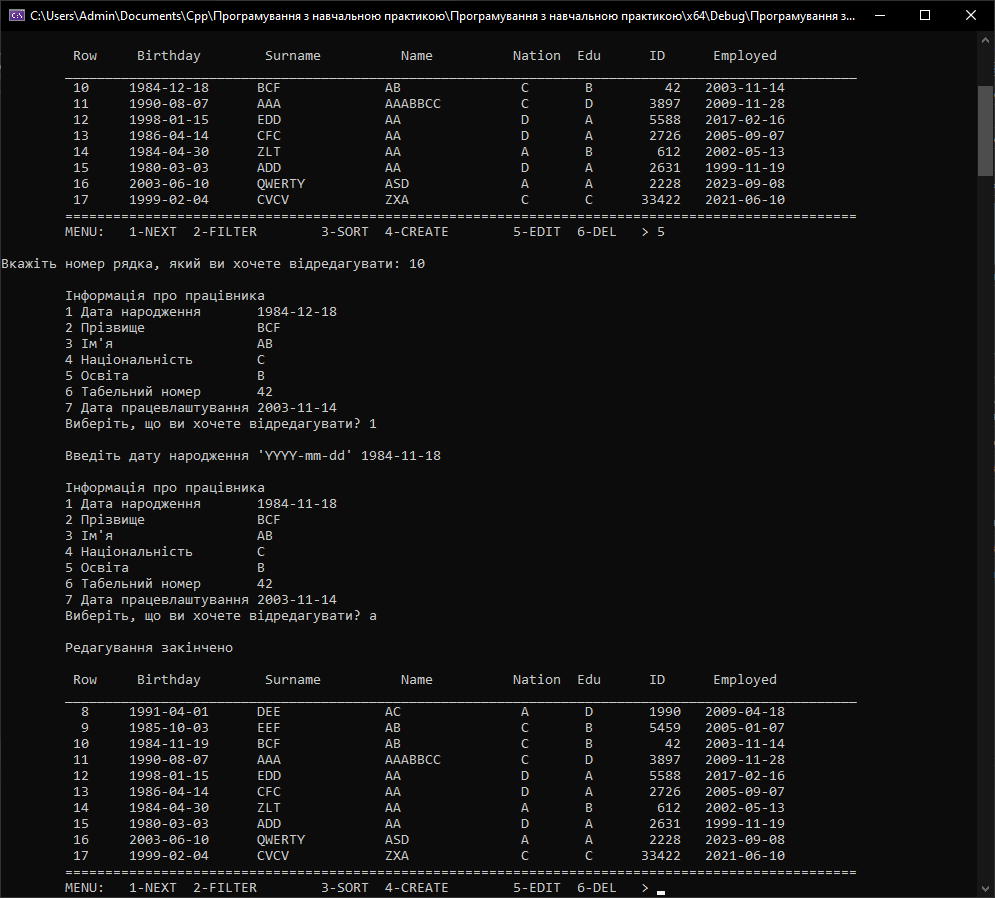 C:\Users\Admin\Documents\Cpp\Програмування з навчальною практикою\Програмування з навчальною практикою\x64\Debug\Програмування з...
Row Birthday Surname Name Nation Edu ID Employed
10 1984-12-18 BCF AB C B 42 2003-11-14
11 1990-08-07 AAA AAABBCC C D 3897 2009-11-28
12 1998-01-15 EDD AA D A 5588 2017-02-16
13 1986-04-14 CFC AA D A 2726 2005-09-07
14 1984-04-30 ZLT AA A B 612 2002-05-13
15 1980-03-03 ADD AA D A 2631 1999-11-19
16 2003-06-10 QWERTY ASD A A 2228 2023-09-08
17 1999-02-04 CVCV ZXA C C 33422 2021-06-10
===================================================================================================
MENU: 1-NEXT 2-FILTER 3-SORT 4-CREATE 5-EDIT 6-DEL > 5
Вкажіть номер рядка, який ви хочете відредагувати: 10
Інформація про працівника
1 Дата народження 1984-12-18
2 Прізвище BCF
3 Ім'я AB
4 Національність C
5 Освіта B
6 Табельний номер 42
7 Дата працевлаштування 2003-11-14
Виберіть, що ви хочете відредагувати? 1
Введіть дату народження 'YYYY-mm-dd' 1984-11-18
Інформація про працівника
1 Дата народження 1984-11-18
2 Прізвище BCF
3 Ім'я AB
4 Національність C
5 Освіта B
6 Табельний номер 42
7 Дата працевлаштування 2003-11-14
Виберіть, що ви хочете відредагувати? a
Редагування закінчено
Row Birthday Surname Name Nation Edu ID Employed
8 1991-04-01 DEE AC A D 1990 2009-04-18
9 1985-10-03 EEF AB C B 5459 2005-01-07
10 1984-11-19 BCF AB C B 42 2003-11-14
11 1990-08-07 AAA AAABBCC C D 3897 2009-11-28
12 1998-01-15 EDD AA D A 5588 2017-02-16
13 1986-04-14 CFC AA D A 2726 2005-09-07
14 1984-04-30 ZLT AA A B 612 2002-05-13
15 1980-03-03 ADD AA D A 2631 1999-11-19
16 2003-06-10 QWERTY ASD A A 2228 2023-09-08
17 1999-02-04 CVCV ZXA C C 33422 2021-06-10
===================================================================================================
MENU: 1-NEXT 2-FILTER 3-SORT 4-CREATE 5-EDIT 6-DEL > _